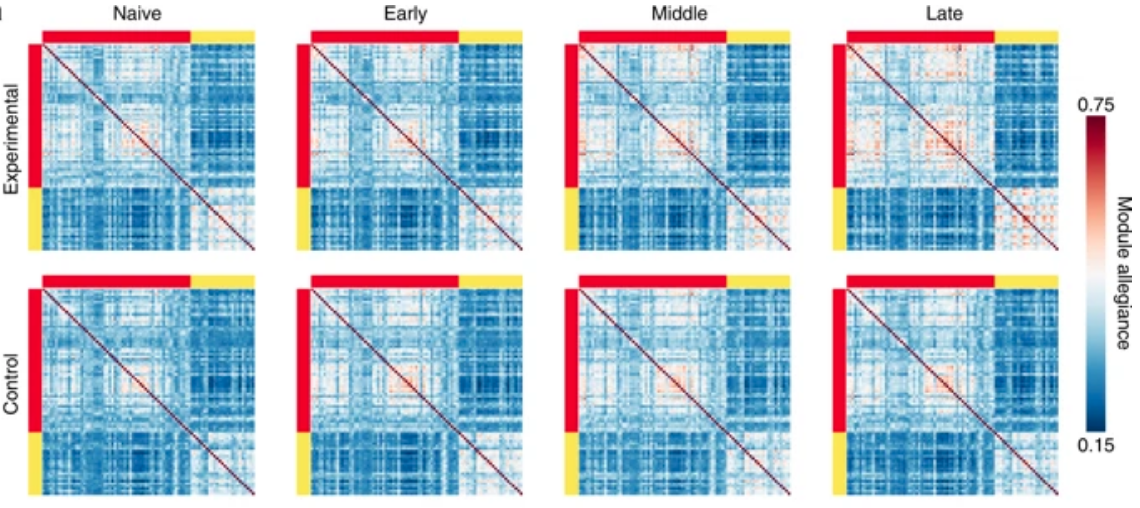 Naive Early Middle Late
Experimental
0.75
Module allegiance
0.15
Control